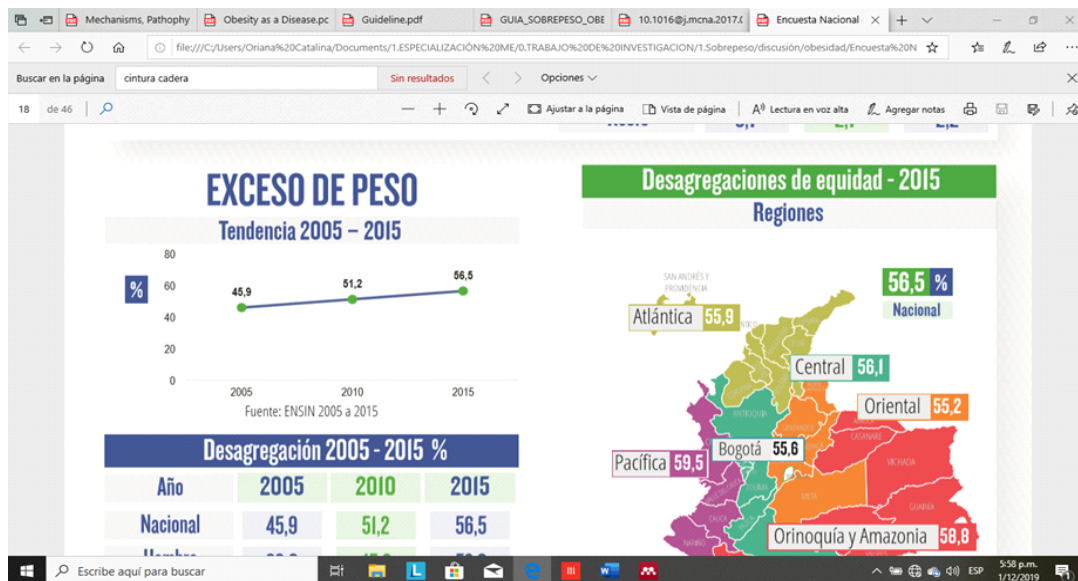 Mechanisms, Pathophy Obesity as a Disease.pc Guideline.pdf GUIA_SOBREPESO_OBE 10.1016@j.mcna.2017.( Encuesta Nacional
file:///C:/Users/Oriana%20Catalina/Documents/1.ESPECIALIZACIÓN%20ME/0.TRABAJO%20DE%20INVESTIGACION/1.Sobrepeso/discusión/obesidad/Encuesta%20N
Buscar en la página cintura cadera Sin resultados Opciones
18 de 46 Ajustar a la página Vista de página Lectura en voz alta Agregar notas
EXCESO DE PESO
Tendencia 2005 – 2015
%
80
60
40
20
0
45,9
51,2
56,5
2005 2010 2015
Fuente: ENSIN 2005 a 2015
Desagregación 2005 - 2015 %
Año 2005 2010 2015
Nacional 45,9 51,2 56,5
Desagregaciones de equidad - 2015
Regiones
SAN ANDRÉS Y
PROVIDENCIA
56,5 %
Nacional
Atlántica 55,9
Central 56,1
Oriental 55,2
ANTIOQUIA
SANTANDER
CASANARE
Bogotá 55,6
Pacífica 59,5
VICHADA
TOLIMA
META
GUAINÍA
CAUCA
NARIÑO
Orinoquía y Amazonia 58,8
Escribe aquí para buscar
ESP
5:58 p.m.
1/12/2019